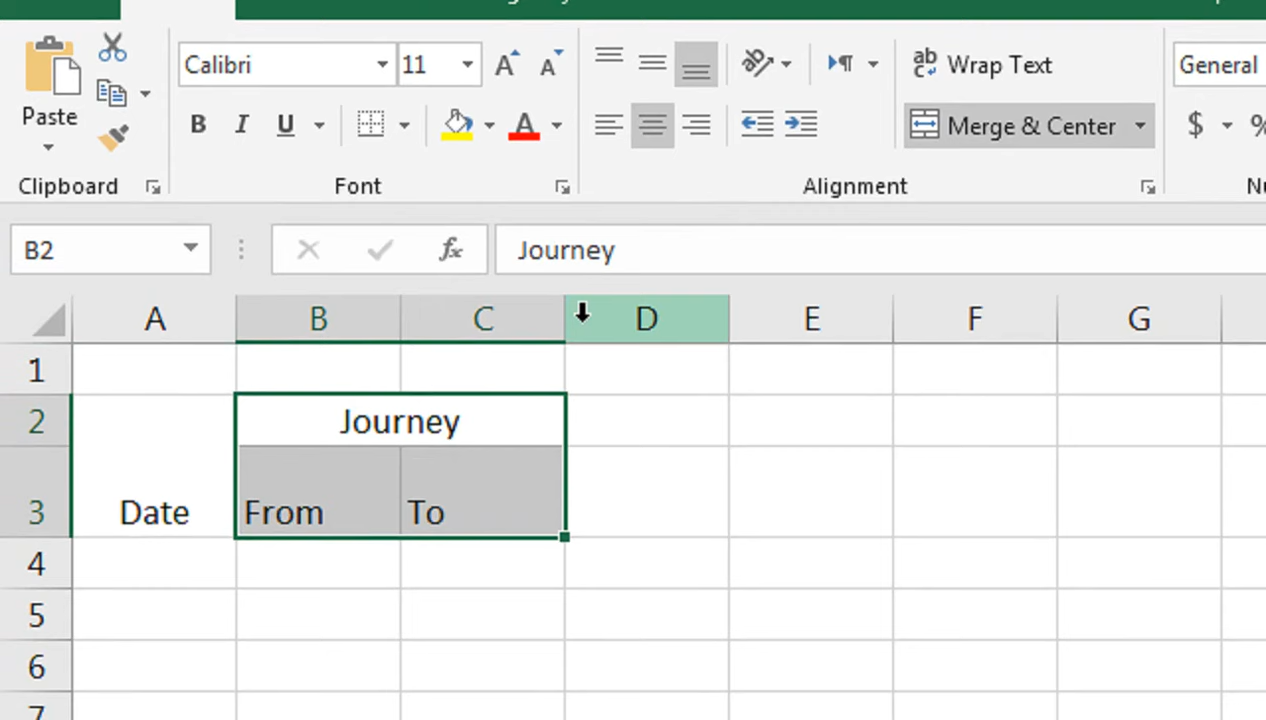 Calibri 11 Wrap Text General
Paste B I U A Merge & Center $ %
Clipboard Font Alignment
B2 fx Journey
A B C D E F G
1
2 Journey
3 Date From To
4
5
6
7